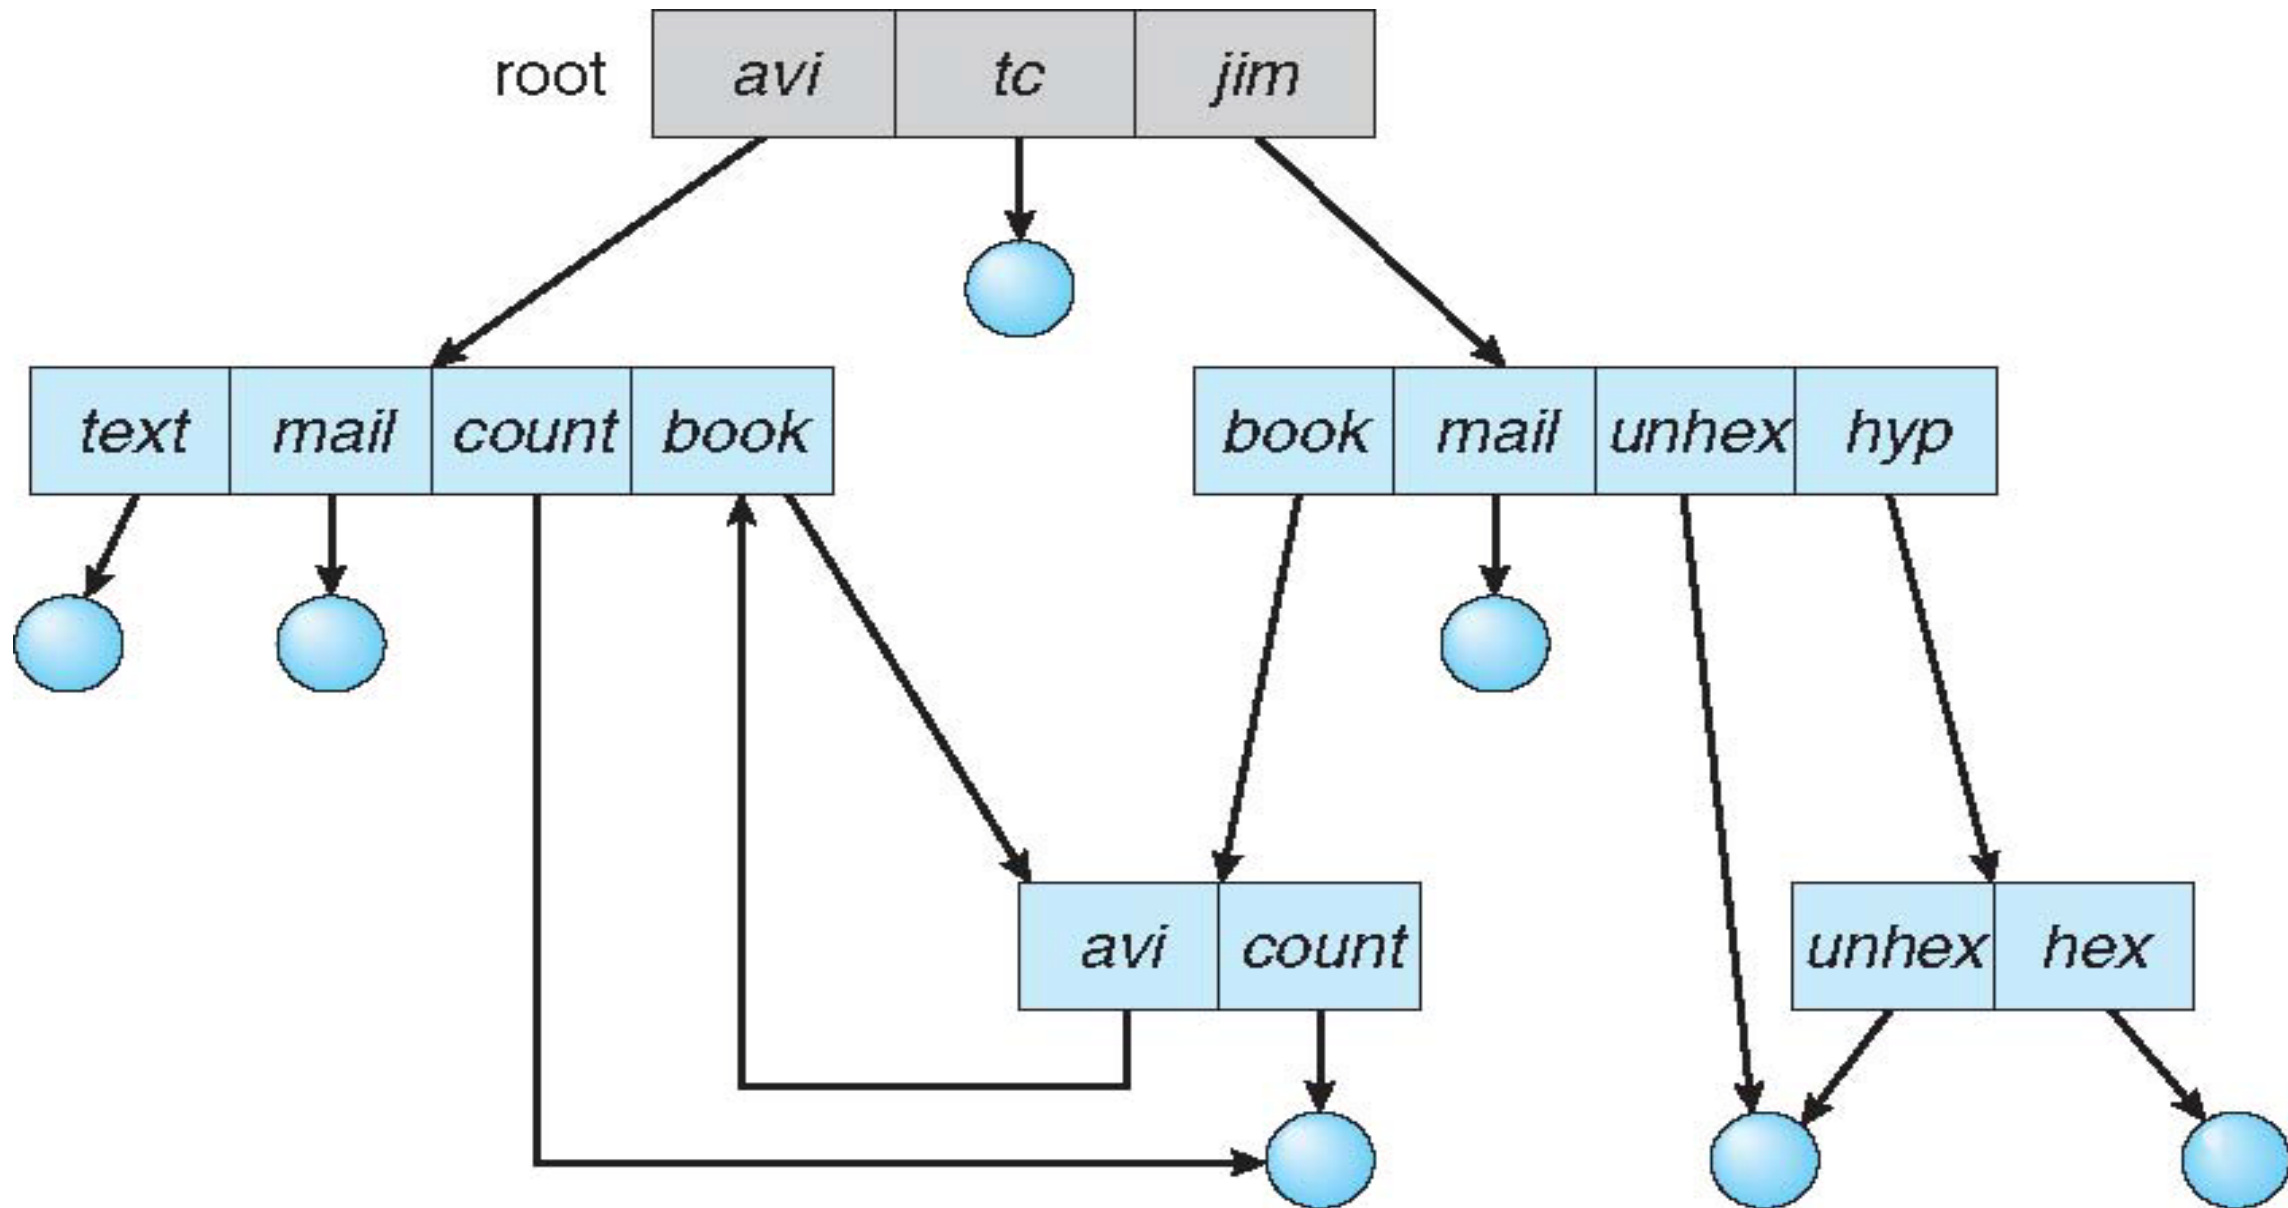 root avi tc jim
text mail count book book mail unhex hyp
avi count unhex hex